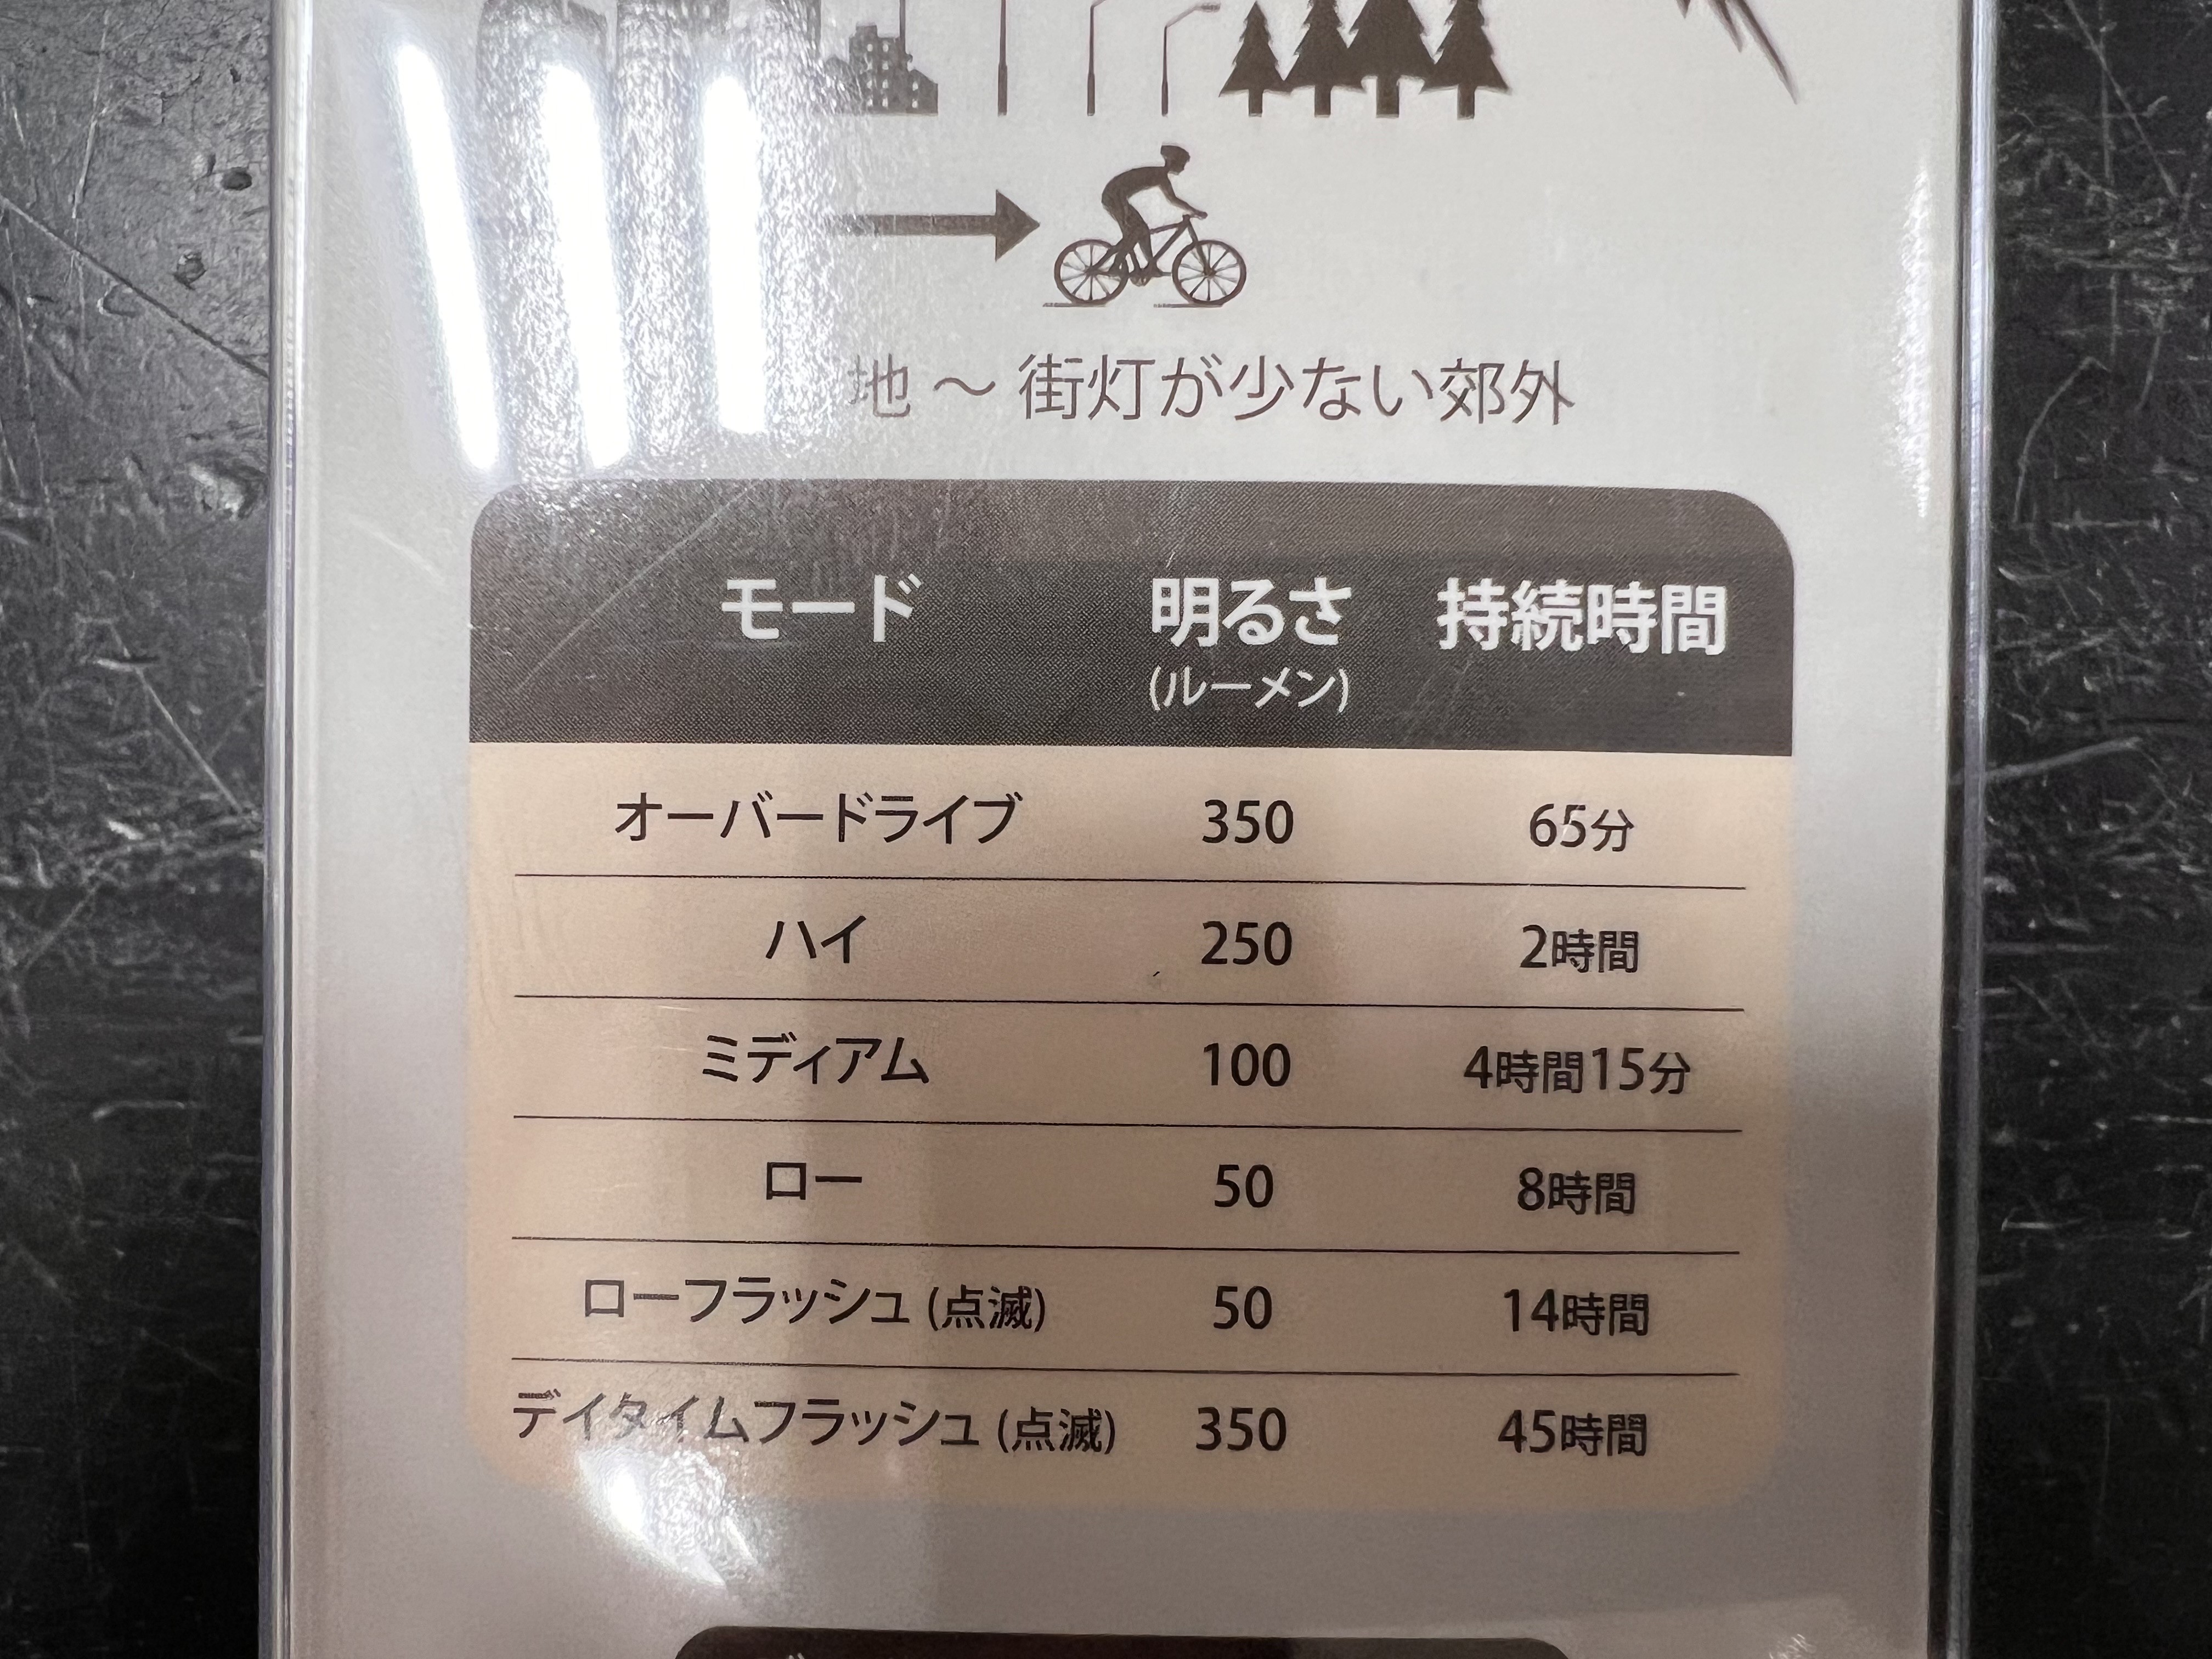 地 ～ 街灯が少ない郊外
モード 明るさ 持続時間
(ルーメン)
オーバードライブ 350 65分
ハイ 250 2時間
ミディアム 100 4時間15分
ロー 50 8時間
ローフラッシュ (点滅) 50 14時間
デイタイムフラッシュ (点滅) 350 45時間